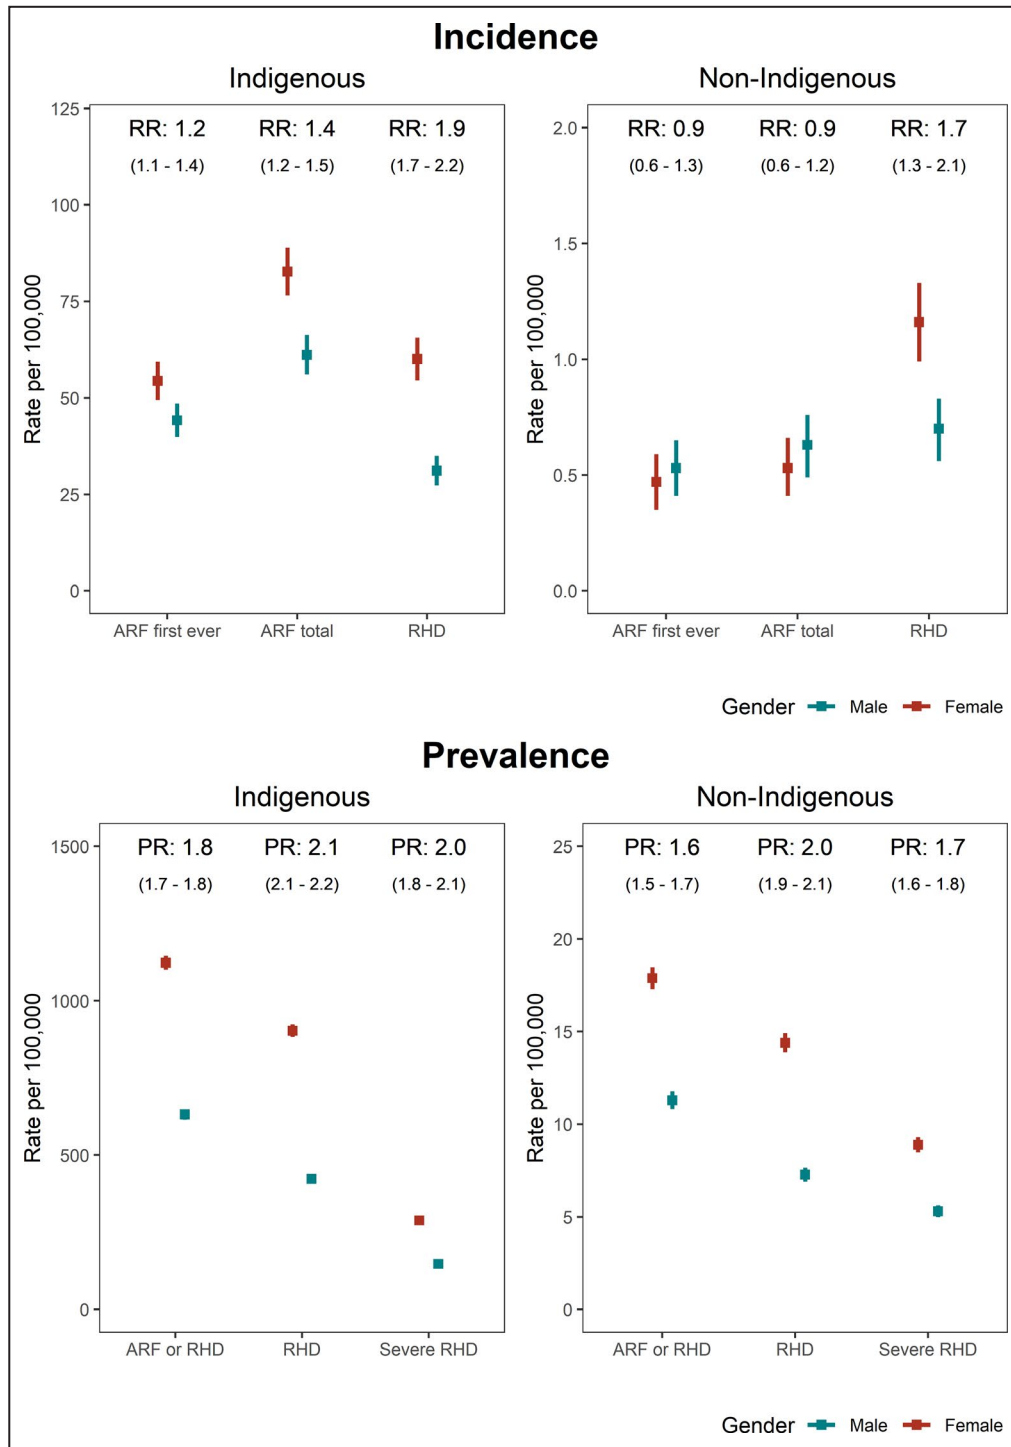 Incidence
Indigenous
Non-Indigenous
RR: 1.2 RR: 1.4 RR: 1.9
(1.1 - 1.4) (1.2 - 1.5) (1.7 - 2.2)
125
100
75
50
25
0
Rate per 100,000
ARF first ever ARF total RHD
RR: 0.9 RR: 0.9 RR: 1.7
(0.6 - 1.3) (0.6 - 1.2) (1.3 - 2.1)
2.0
1.5
1.0
0.5
0.0
Rate per 100,000
ARF first ever ARF total RHD
Gender Male Female
Prevalence
Indigenous
Non-Indigenous
PR: 1.8 PR: 2.1 PR: 2.0
(1.7 - 1.8) (2.1 - 2.2) (1.8 - 2.1)
1500
1000
500
0
Rate per 100,000
ARF or RHD RHD Severe RHD
PR: 1.6 PR: 2.0 PR: 1.7
(1.5 - 1.7) (1.9 - 2.1) (1.6 - 1.8)
25
20
15
10
5
0
Rate per 100,000
ARF or RHD RHD Severe RHD
Gender Male Female